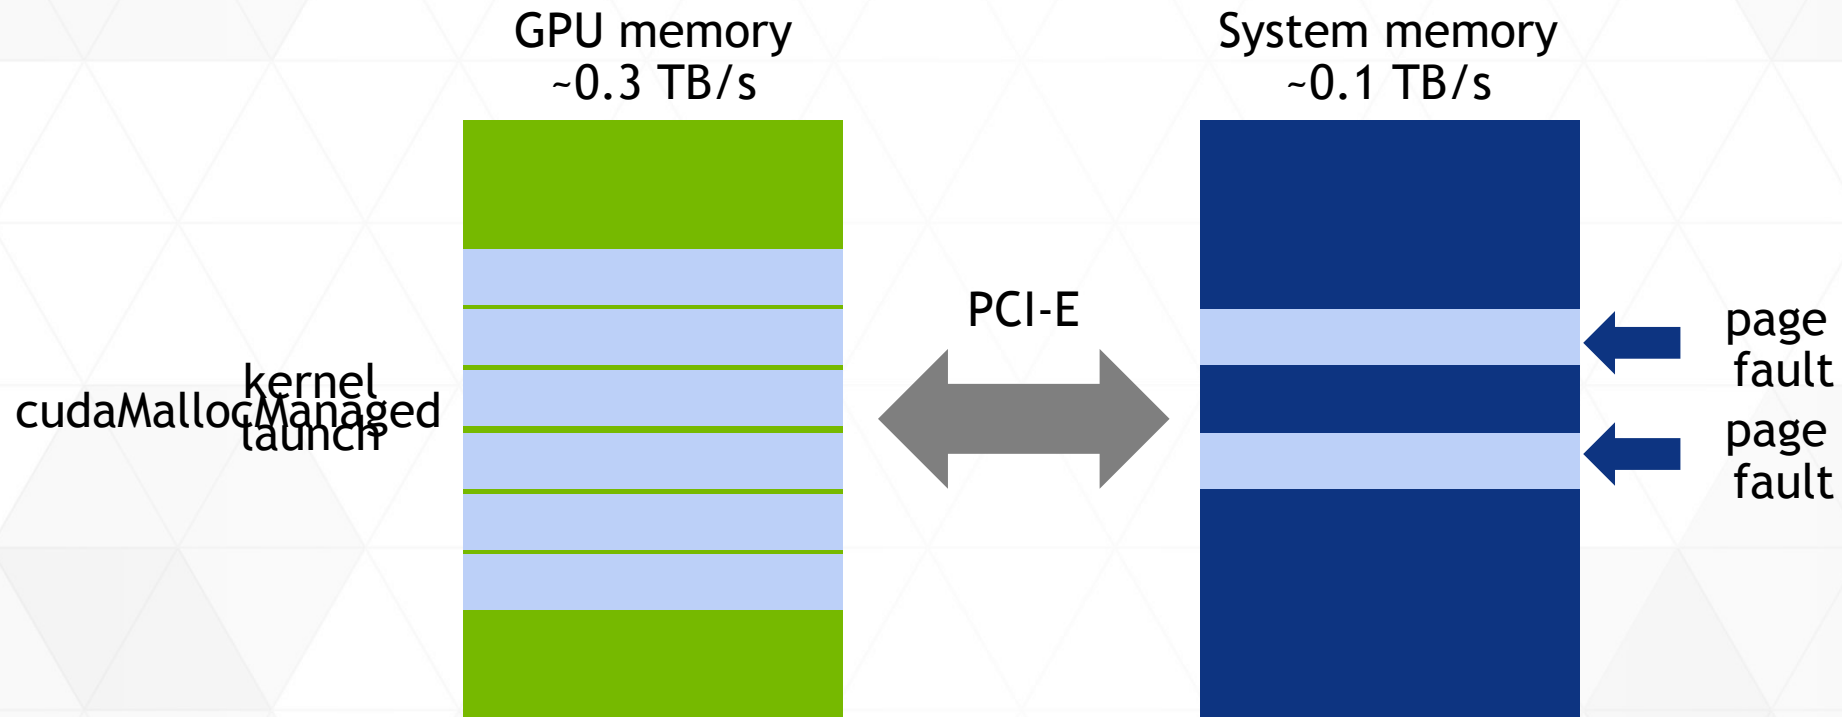 GPU memory
~0.3 TB/s
System memory
~0.1 TB/s
PCI-E
kernel
launch
cudaMallocManaged
page
fault
page
fault